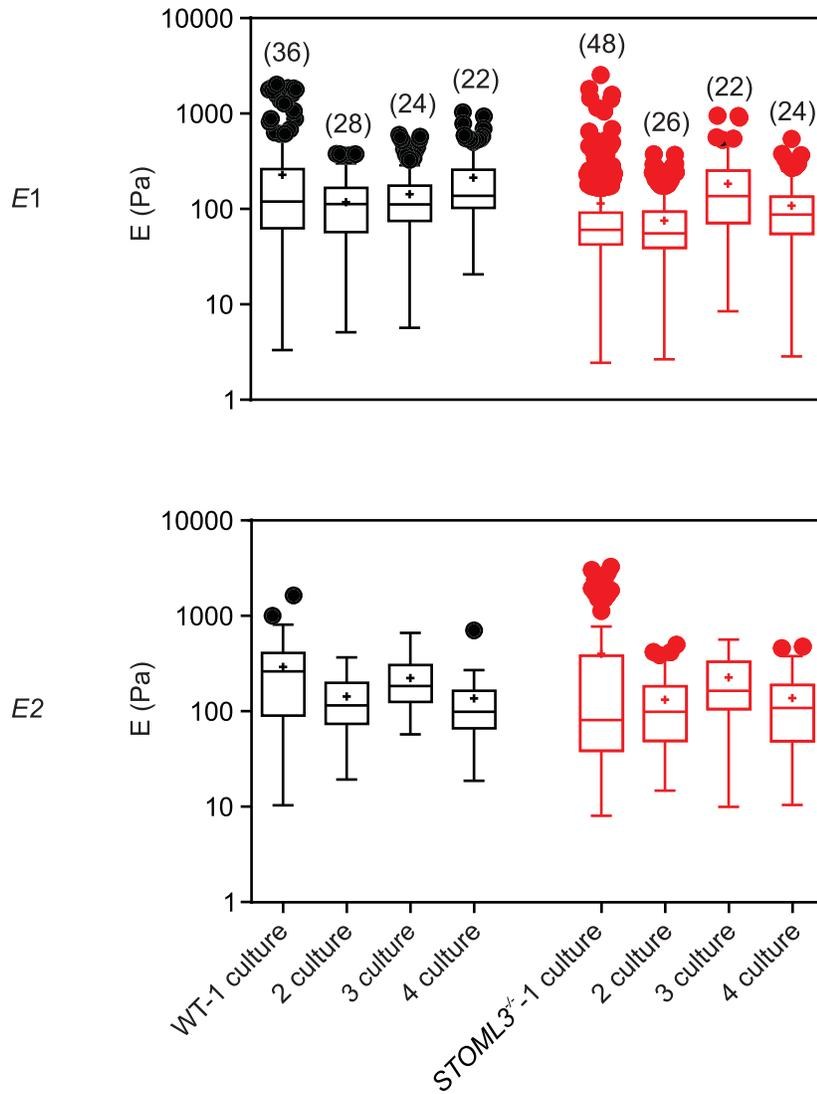 10000
1000
100
10
1
E (Pa)
E1
(36)
(28)
(24)
(22)
(48)
(26)
(22)
(24)
10000
1000
100
10
1
E (Pa)
E2
WT-1 culture
2 culture
3 culture
4 culture
STOML3-/--1 culture
2 culture
3 culture
4 culture